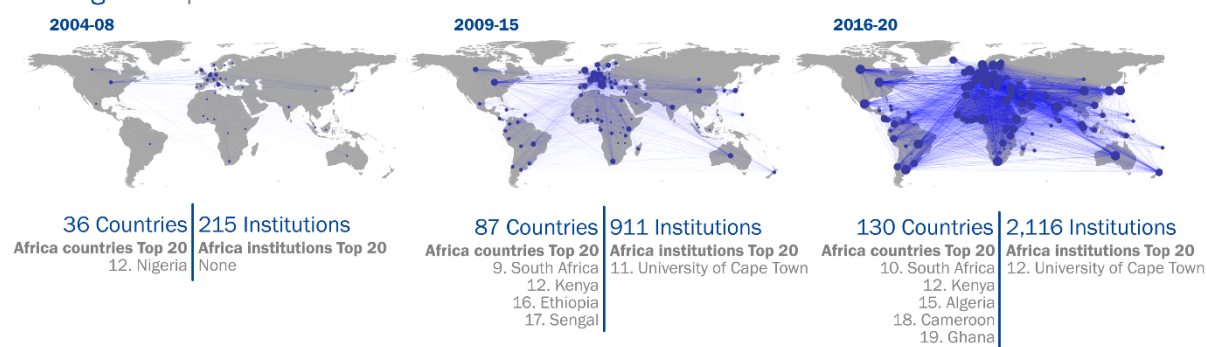 2004-08
36 Countries
Africa countries Top 20
12. Nigeria
215 Institutions
Africa institutions Top 20
None
2009-15
87 Countries
Africa countries Top 20
9. South Africa
12. Kenya
16. Ethiopia
17. Sengal
911 Institutions
Africa institutions Top 20
11. University of Cape Town
2016-20
130 Countries
Africa countries Top 20
10. South Africa
12. Kenya
15. Algeria
18. Cameroon
19. Ghana
2,116 Institutions
Africa institutions Top 20
12. University of Cape Town